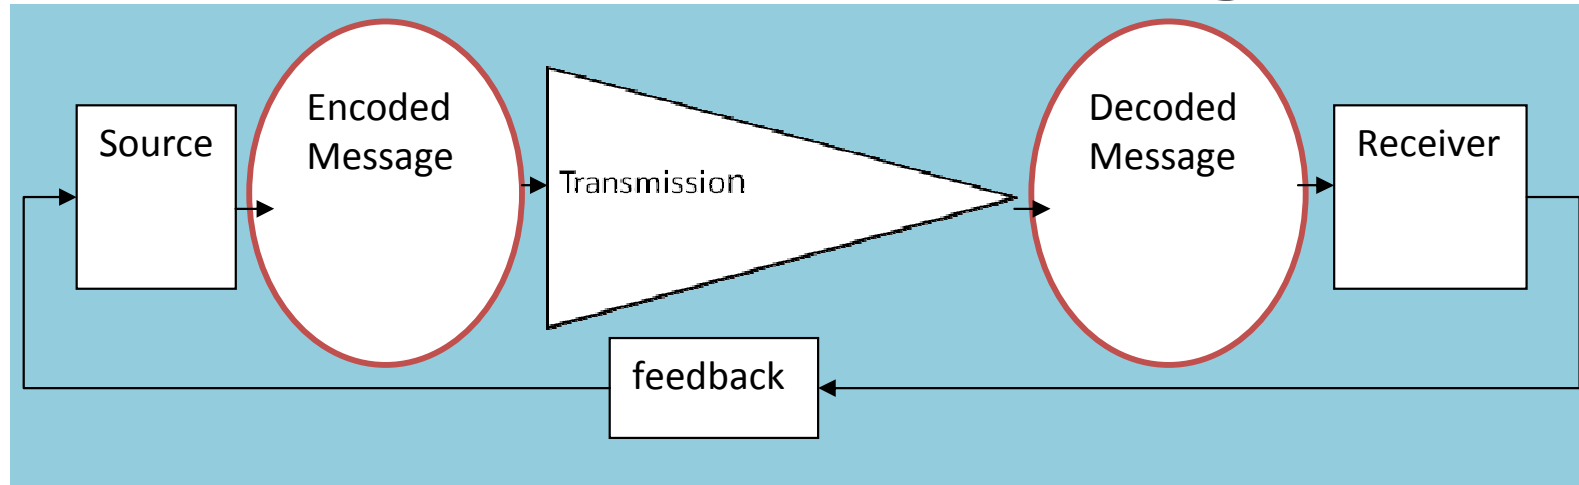 Source
Encoded
Message
Transmission
Decoded
Message
Receiver
feedback